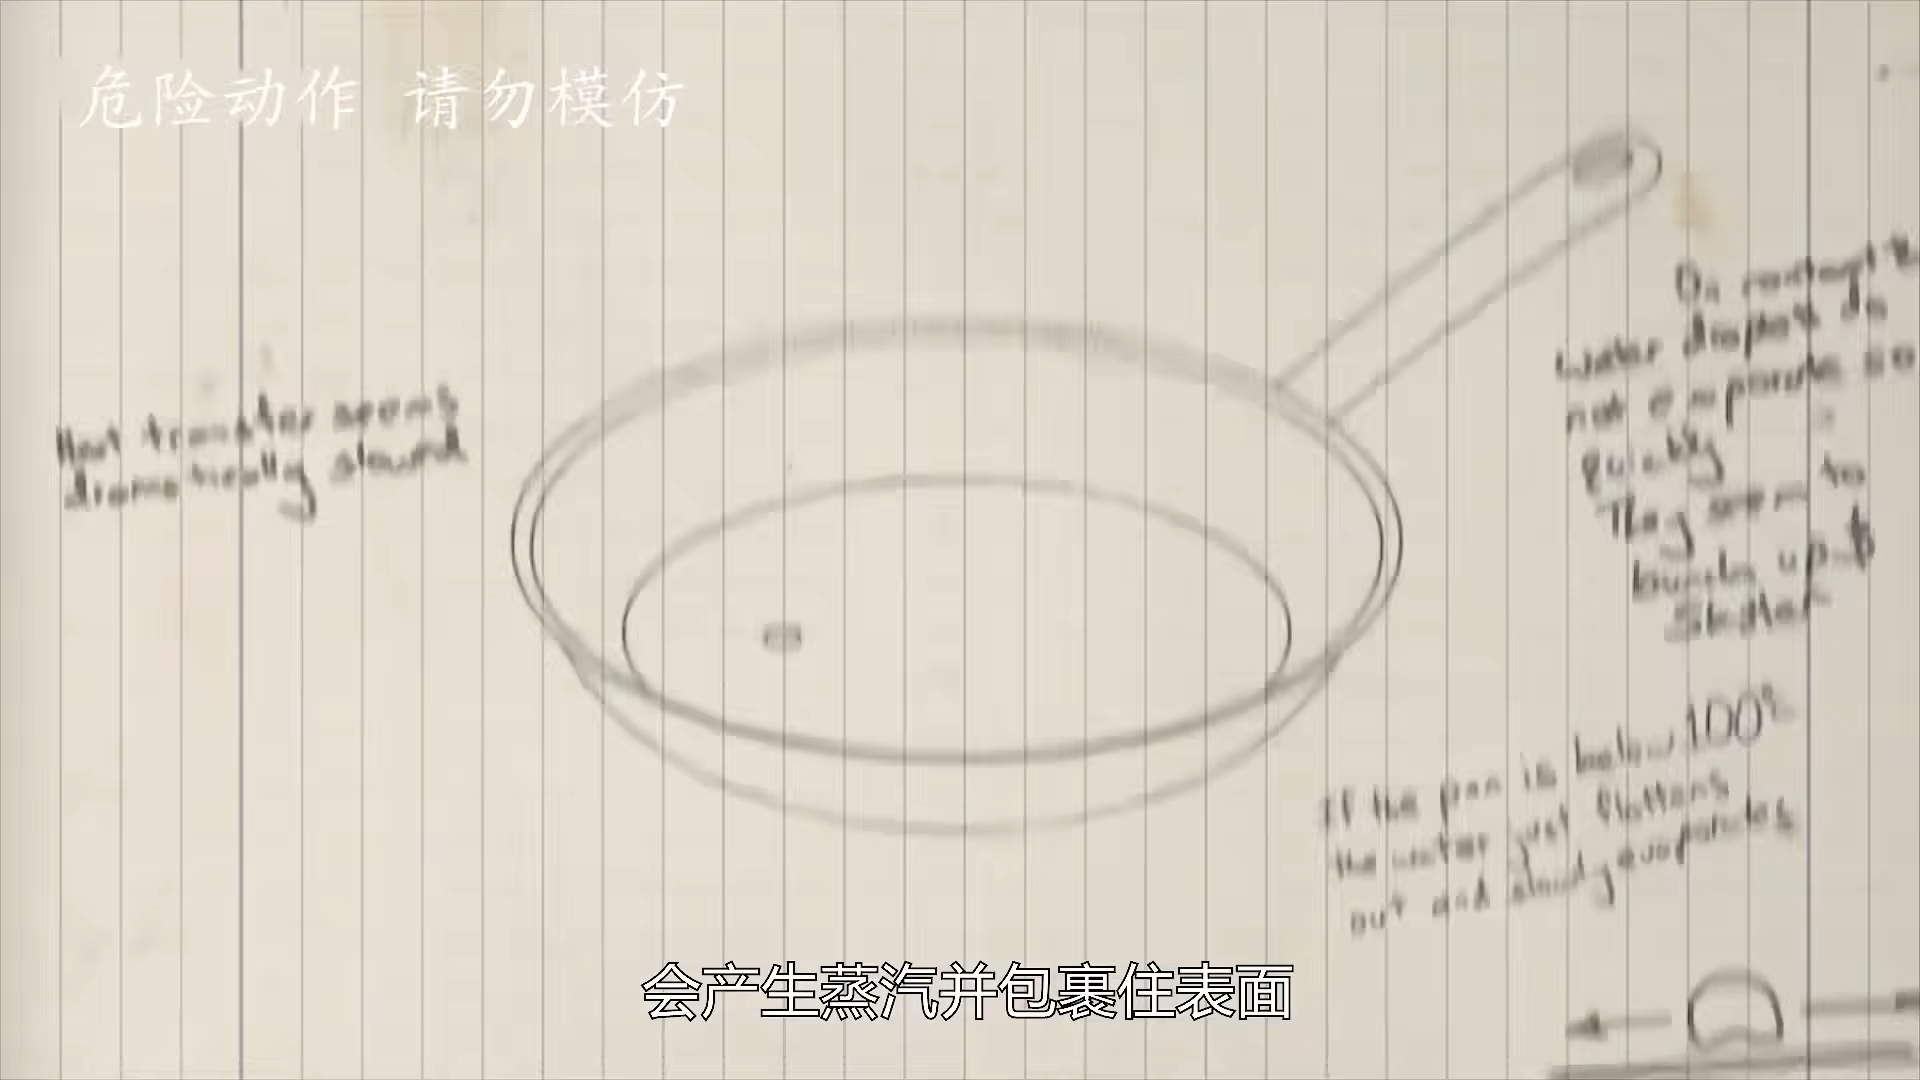 危险动作 请勿模仿
Heat transfer seems
dramatically slowed
On contact
water droplets do
not evaporate so
quickly
They seem to
bundle up &
skitter
If the pan is below 100°
the water just flattens
out and slowly evaporates
会产生蒸汽并包裹住表面